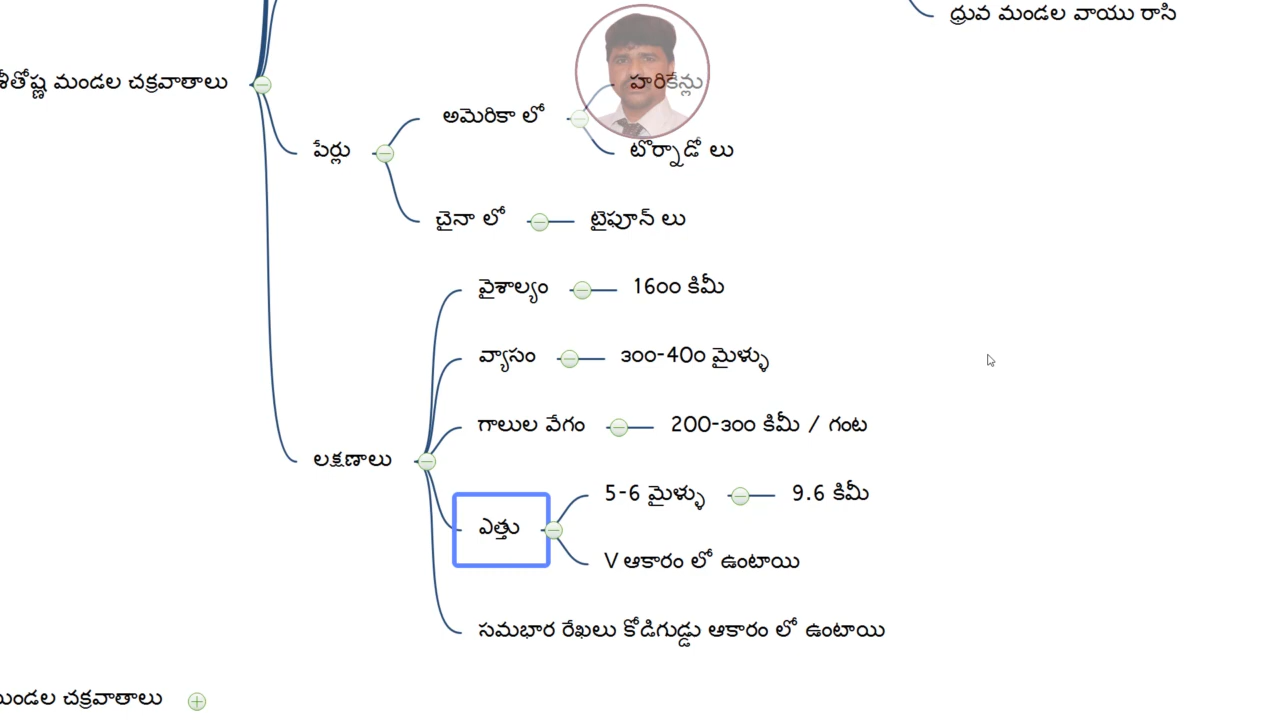 ధ్రువ మండల వాయు రాసి
శీతోష్ణ మండల చక్రవాతాలు
పేర్లు
అమెరికా లో
హరికేన్లు
టొర్నాడో లు
చైనా లో
టైఫూన్ లు
లక్షణాలు
వైశాల్యం
1600 కిమీ
వ్యాసం
300-400 మైళ్ళు
గాలుల వేగం
200-300 కిమీ / గంట
ఎత్తు
5-6 మైళ్ళు
9.6 కిమీ
V ఆకారం లో ఉంటాయి
సమభార రేఖలు కోడిగుడ్డు ఆకారం లో ఉంటాయి
మండల చక్రవాతాలు